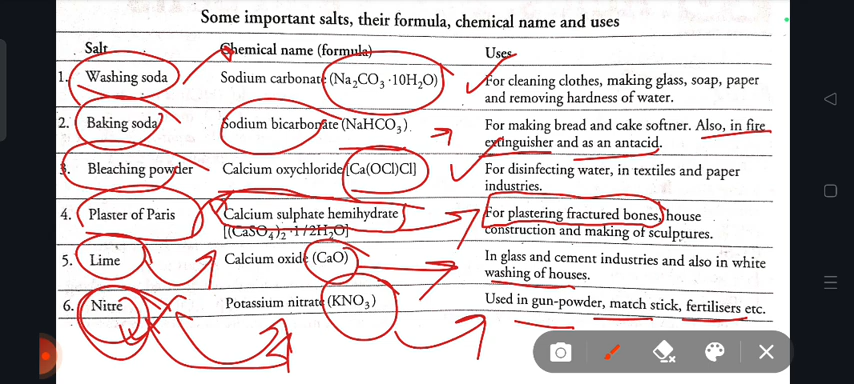 Some important salts, their formula, chemical name and uses
Salt Chemical name (formula) Uses
1. Washing soda Sodium carbonate (Na₂CO₃·10H₂O) For cleaning clothes, making glass, soap, paper
and removing hardness of water.
2. Baking soda Sodium bicarbonate (NaHCO₃) For making bread and cake softner. Also, in fire
extinguisher and as an antacid.
3. Bleaching powder Calcium oxychloride [Ca(OCl)Cl] For disinfecting water, in textiles and paper
industries.
4. Plaster of Paris Calcium sulphate hemihydrate For plastering fractured bones, house
[(CaSO₄)₂·1/2H₂O] construction and making of sculptures.
5. Lime Calcium oxide (CaO) In glass and cement industries and also in white
washing of houses.
6. Nitre Potassium nitrate (KNO₃) Used in gun-powder, match stick, fertilisers etc.